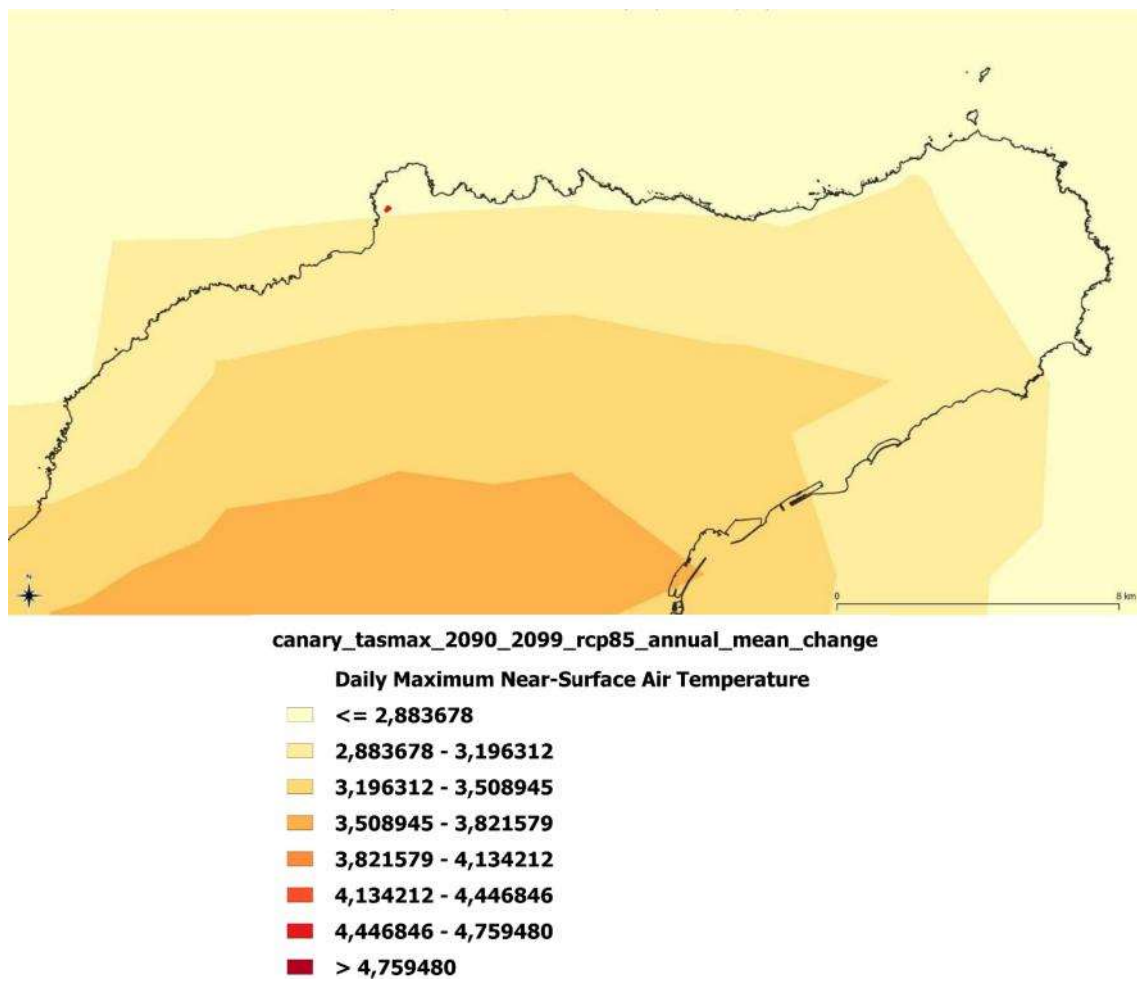 N
0
8 km
canary_tasmax_2090_2099_rcp85_annual_mean_change
Daily Maximum Near-Surface Air Temperature
<= 2,883678
2,883678 - 3,196312
3,196312 - 3,508945
3,508945 - 3,821579
3,821579 - 4,134212
4,134212 - 4,446846
4,446846 - 4,759480
> 4,759480